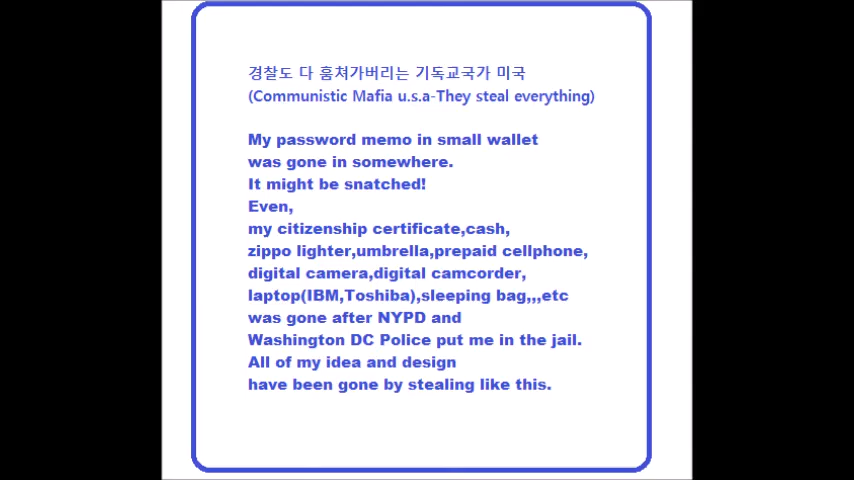 경찰도 다 훔쳐가버리는 기독교국가 미국
(Communistic Mafia u.s.a-They steal everything)
My password memo in small wallet
was gone in somewhere.
It might be snatched!
Even,
my citizenship certificate,cash,
zippo lighter,umbrella,prepaid cellphone,
digital camera,digital camcorder,
laptop(IBM,Toshiba),sleeping bag,,,etc
was gone after NYPD and
Washington DC Police put me in the jail.
All of my idea and design
have been gone by stealing like this.